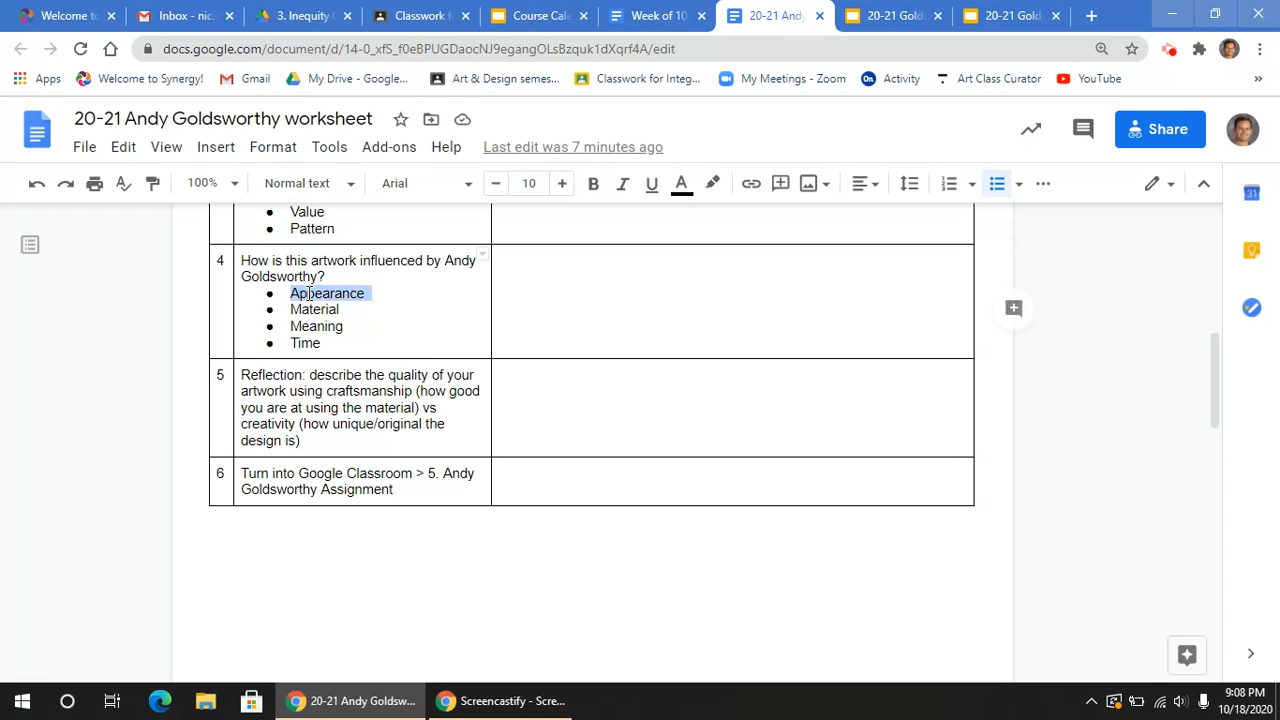 Welcome to
Inbox - nic.s
3. Inequity
Classwork f
Course Cale
Week of 10
20-21 Andy
20-21 Gold
20-21 Gold
docs.google.com/document/d/14-0_xfS_f0eBPUGDaocNJ9egangOLsBzquk1dXqrf4A/edit
Apps
Welcome to Synergy!
Gmail
My Drive - Google...
Art & Design semes...
Classwork for Integ...
My Meetings - Zoom
On Activity
Art Class Curator
YouTube
20-21 Andy Goldsworthy worksheet
Share
File Edit View Insert Format Tools Add-ons Help Last edit was 7 minutes ago
100% Normal text Arial 10 B I U A
31
• Value
• Pattern
4 How is this artwork influenced by Andy
Goldsworthy?
• Appearance
• Material
• Meaning
• Time
5 Reflection: describe the quality of your
artwork using craftsmanship (how good
you are at using the material) vs
creativity (how unique/original the
design is)
6 Turn into Google Classroom > 5. Andy
Goldsworthy Assignment
20-21 Andy Goldsw...
Screencastify - Scre...
9:08 PM
10/18/2020